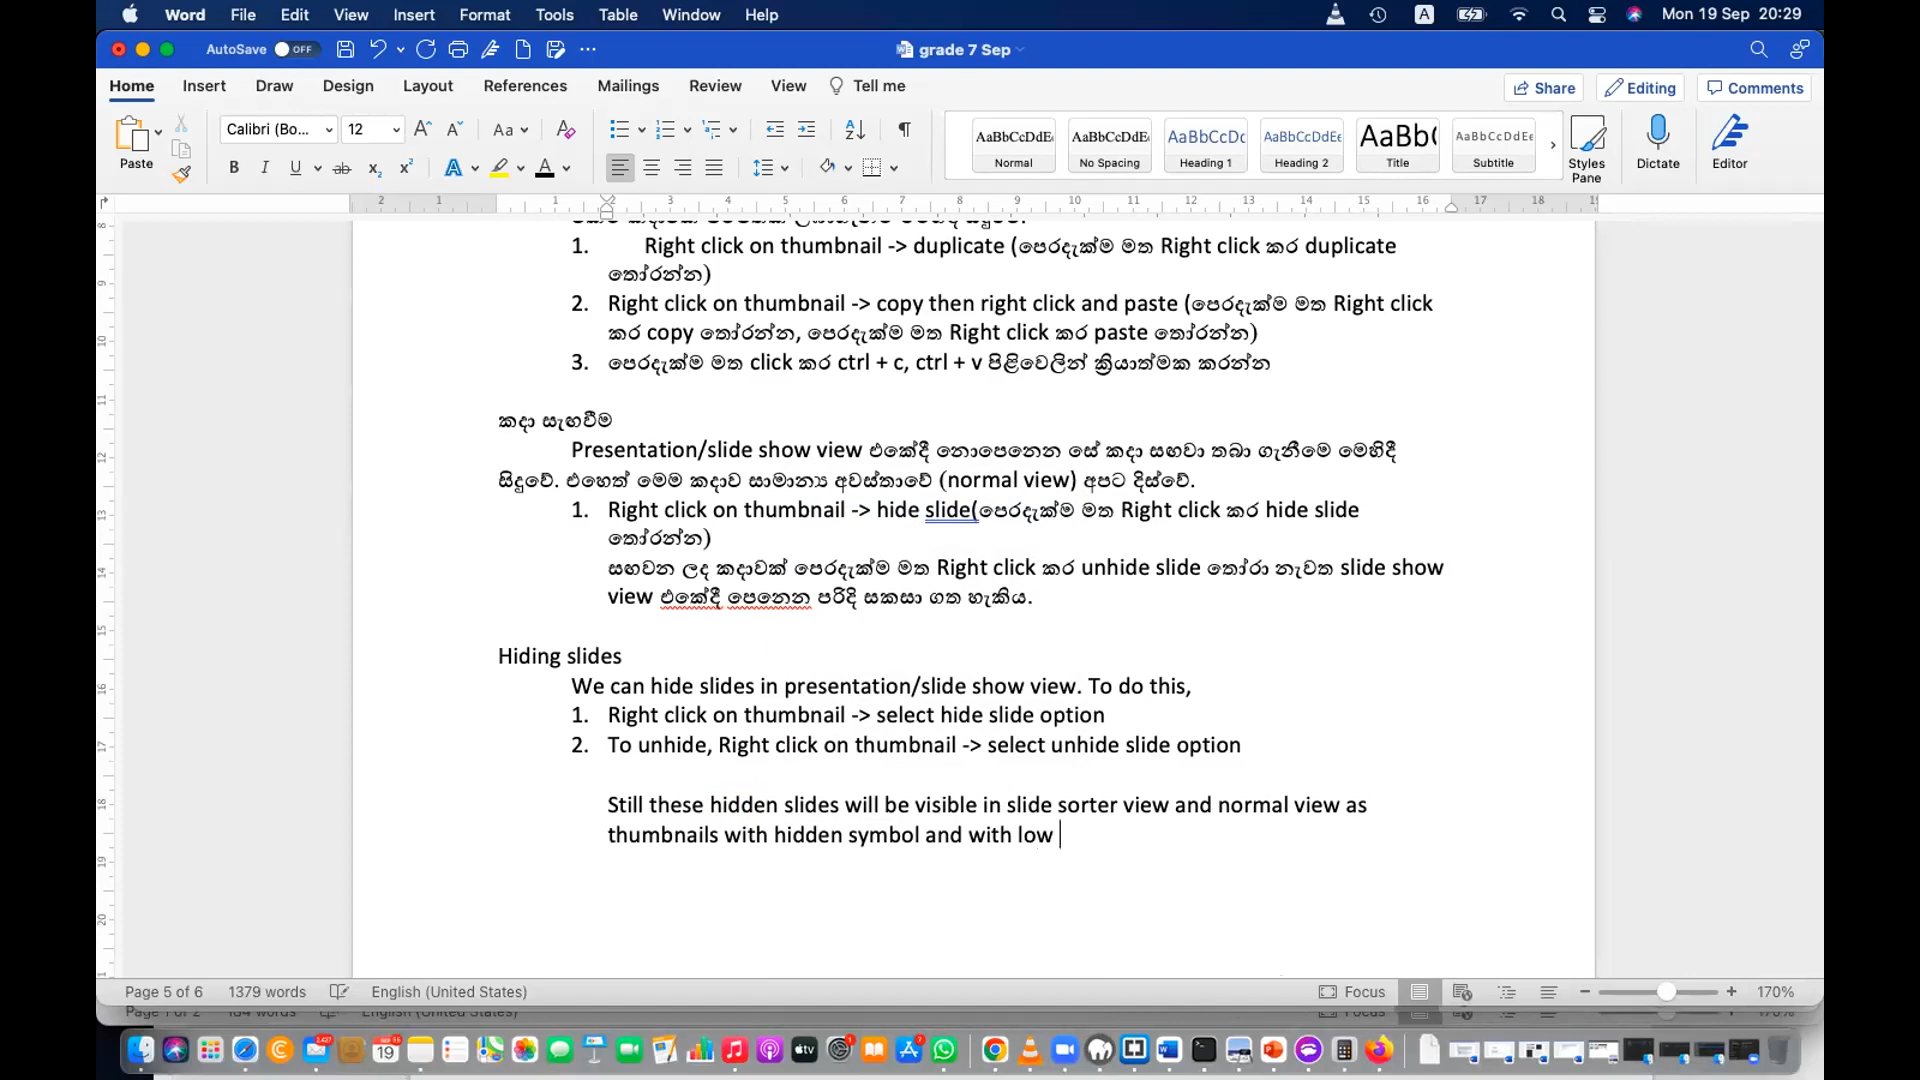 Word File Edit View Insert Format Tools Table Window Help Mon 19 Sep 20:29
AutoSave OFF grade 7 Sep
Home Insert Draw Design Layout References Mailings Review View Tell me Share Editing Comments
Paste Calibri (Bo... 12 Aa
AaBbCcDdEe AaBbCcDdEe AaBbCcDc AaBbCcDdEe AaBb( AaBbCcDdEe
Normal No Spacing Heading 1 Heading 2 Title Subtitle Styles Pane Dictate Editor
1. Right click on thumbnail -> duplicate (පෙරදැක්ම මත Right click කර duplicate
තෝරන්න)
2. Right click on thumbnail -> copy then right click and paste (පෙරදැක්ම මත Right click
කර copy තෝරන්න, පෙරදැක්ම මත Right click කර paste තෝරන්න)
3. පෙරදැක්ම මත click කර ctrl + c, ctrl + v පිළිවෙලින් ක්‍රියාත්මක කරන්න
කදා සැඟවීම
Presentation/slide show view එකේදී නොපෙනෙන සේ කදා සඟවා තබා ගැනීමෙ මෙහිදී
සිදුවේ. එහෙත් මෙම කදාව සාමාන්‍ය අවස්තාවේ (normal view) අපට දිස්වේ.
1. Right click on thumbnail -> hide slide(පෙරදැක්ම මත Right click කර hide slide
තෝරන්න)
සඟවන ලද කදාවක් පෙරදැක්ම මත Right click කර unhide slide තෝරා නැවත slide show
view එකේදී පෙනෙන පරිදි සකසා ගත හැකිය.
Hiding slides
We can hide slides in presentation/slide show view. To do this,
1. Right click on thumbnail -> select hide slide option
2. To unhide, Right click on thumbnail -> select unhide slide option
Still these hidden slides will be visible in slide sorter view and normal view as
thumbnails with hidden symbol and with low
Page 5 of 6 1379 words English (United States) Focus 170%